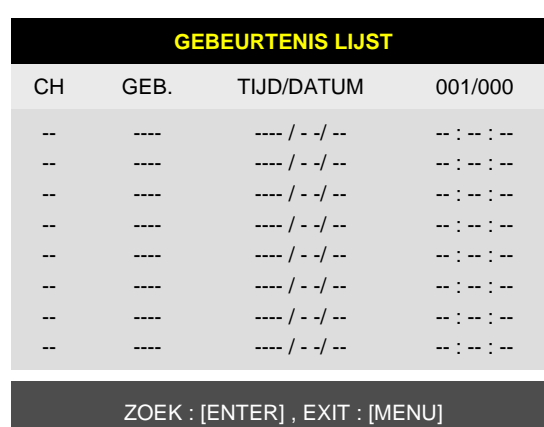 GEBEURTENIS LIJST
CH GEB. TIJD/DATUM 001/000
-- ---- ---- / - -/ -- -- : -- : --
-- ---- ---- / - -/ -- -- : -- : --
-- ---- ---- / - -/ -- -- : -- : --
-- ---- ---- / - -/ -- -- : -- : --
-- ---- ---- / - -/ -- -- : -- : --
-- ---- ---- / - -/ -- -- : -- : --
-- ---- ---- / - -/ -- -- : -- : --
-- ---- ---- / - -/ -- -- : -- : --
ZOEK : [ENTER] , EXIT : [MENU]